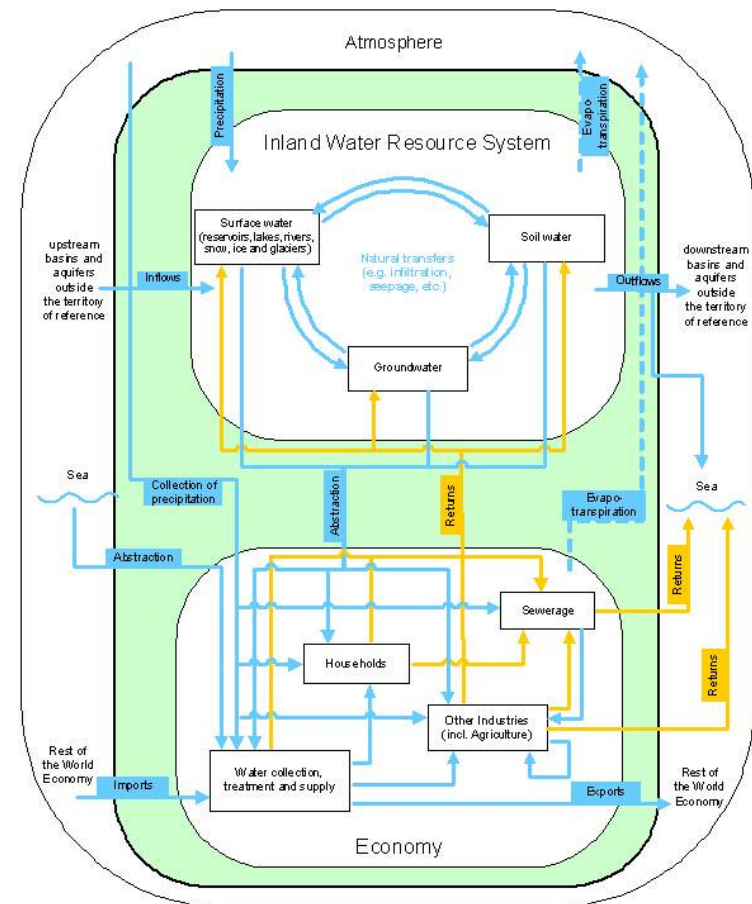 Atmosphere
Precipitation
Evapo-
transpiration
Inland Water Resource System
Surface water
(reservoirs, lakes, rivers,
snow, ice and glaciers)
Soil water
Natural transfers
(e.g. infiltration,
seepage, etc.)
Groundwater
upstream
basins and
aquifers
outside
the territory
of reference
Inflows
Outflows
downstream
basins and
aquifers
outside
the territory
of reference
Sea
Collection of
precipitation
Abstraction
Returns
Evapo-
transpiration
Sea
Abstraction
Returns
Returns
Sewerage
Households
Other Industries
(incl. Agriculture)
Water collection,
treatment and supply
Rest of
the World
Economy
Imports
Exports
Rest of
the World
Economy
Economy